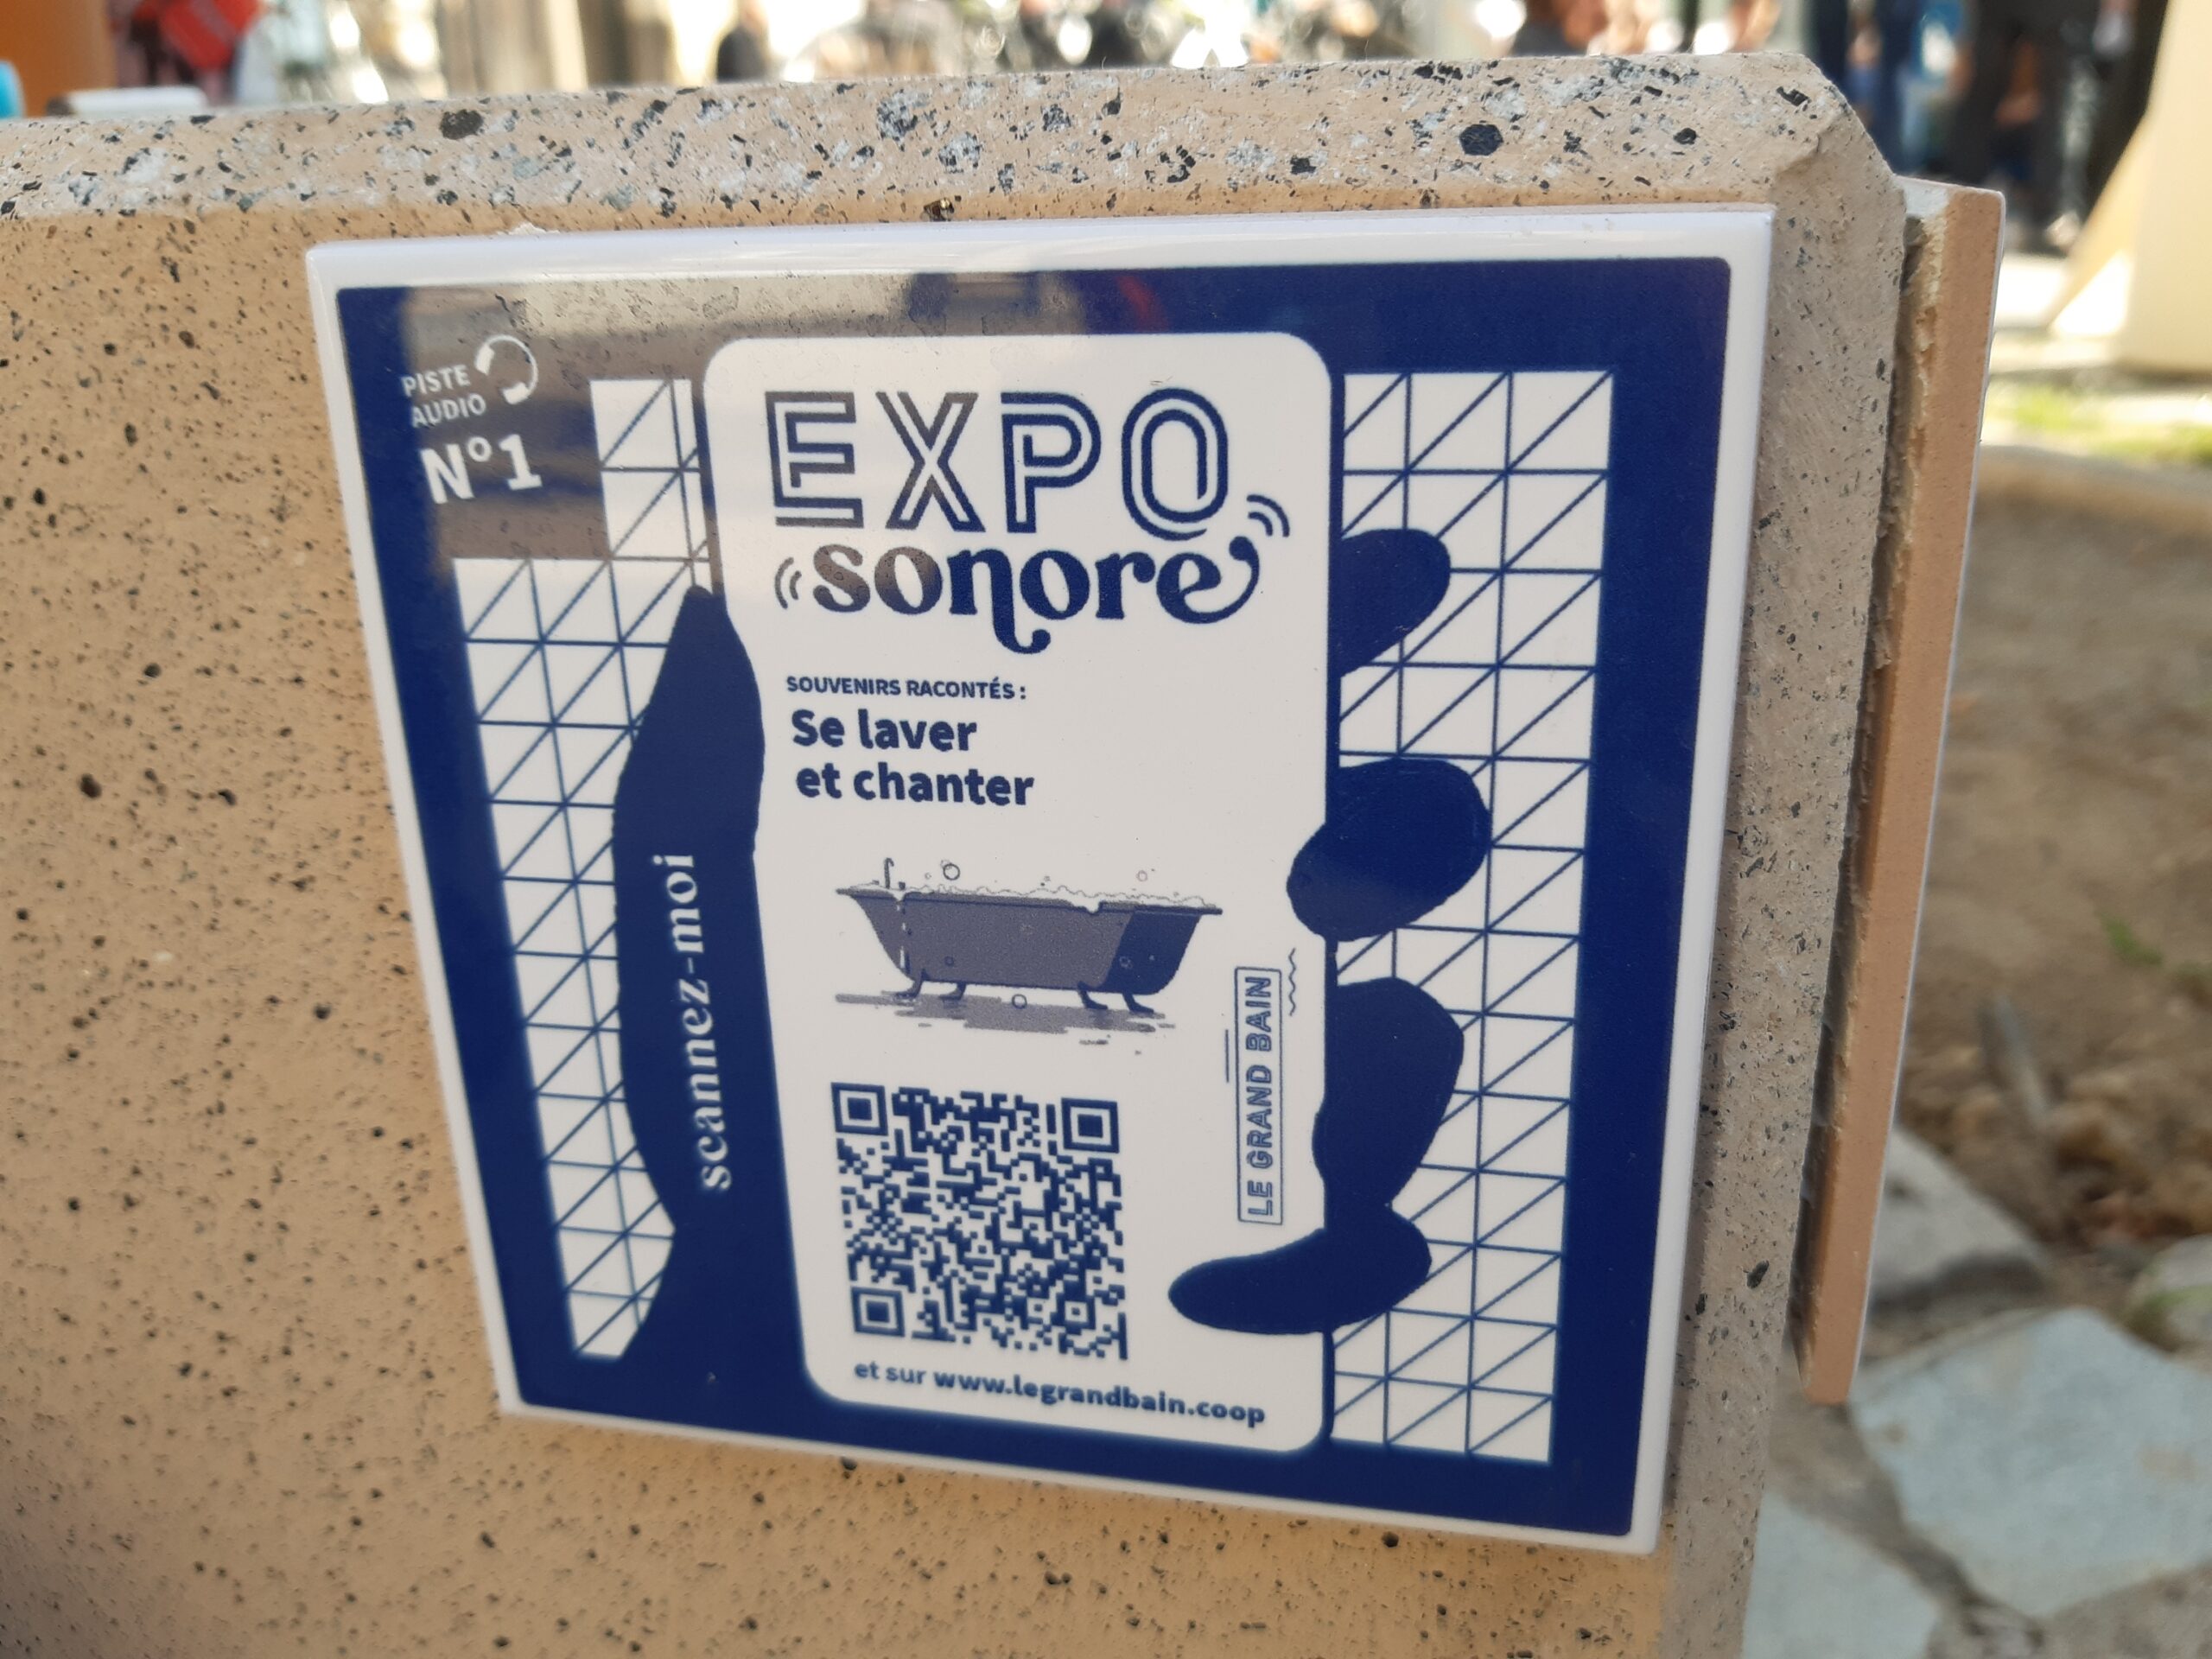 PISTE
AUDIO
N°1
EXPO
sonore
SOUVENIRS RACONTÉS :
Se laver
et chanter
scannez-moi
LE GRAND BAIN
et sur www.legrandbain.coop